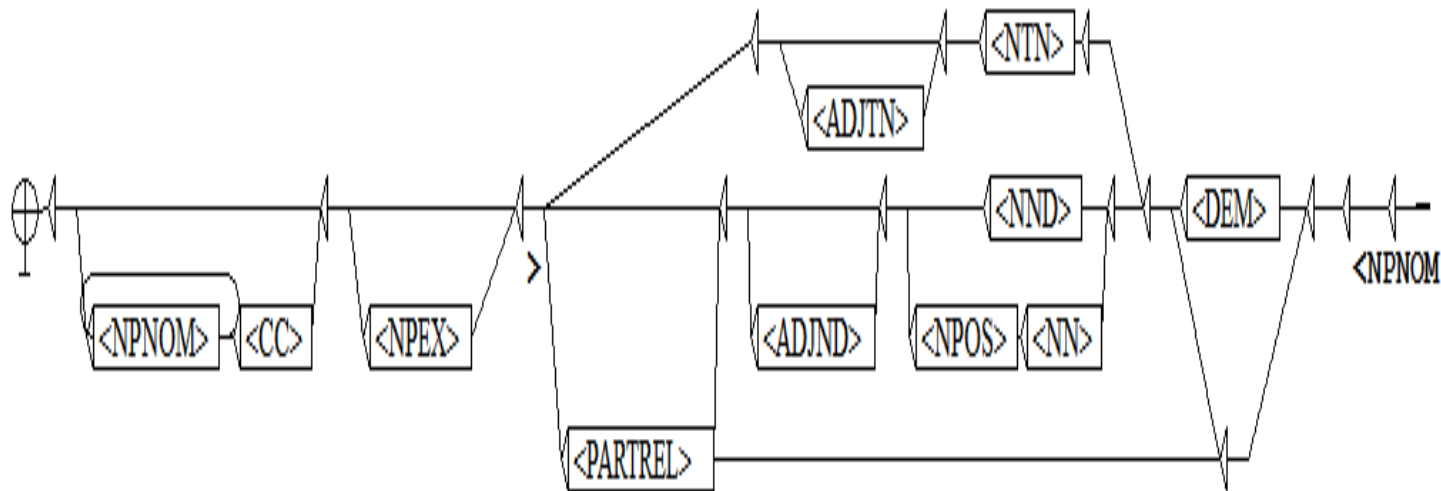 <NTN>
<ADJTN>
<NND> <DEM>
> <NPNOM
<NPNOM> <CC> <NPEX> <ADJND> <NPOS> <NN>
<PARTREL>